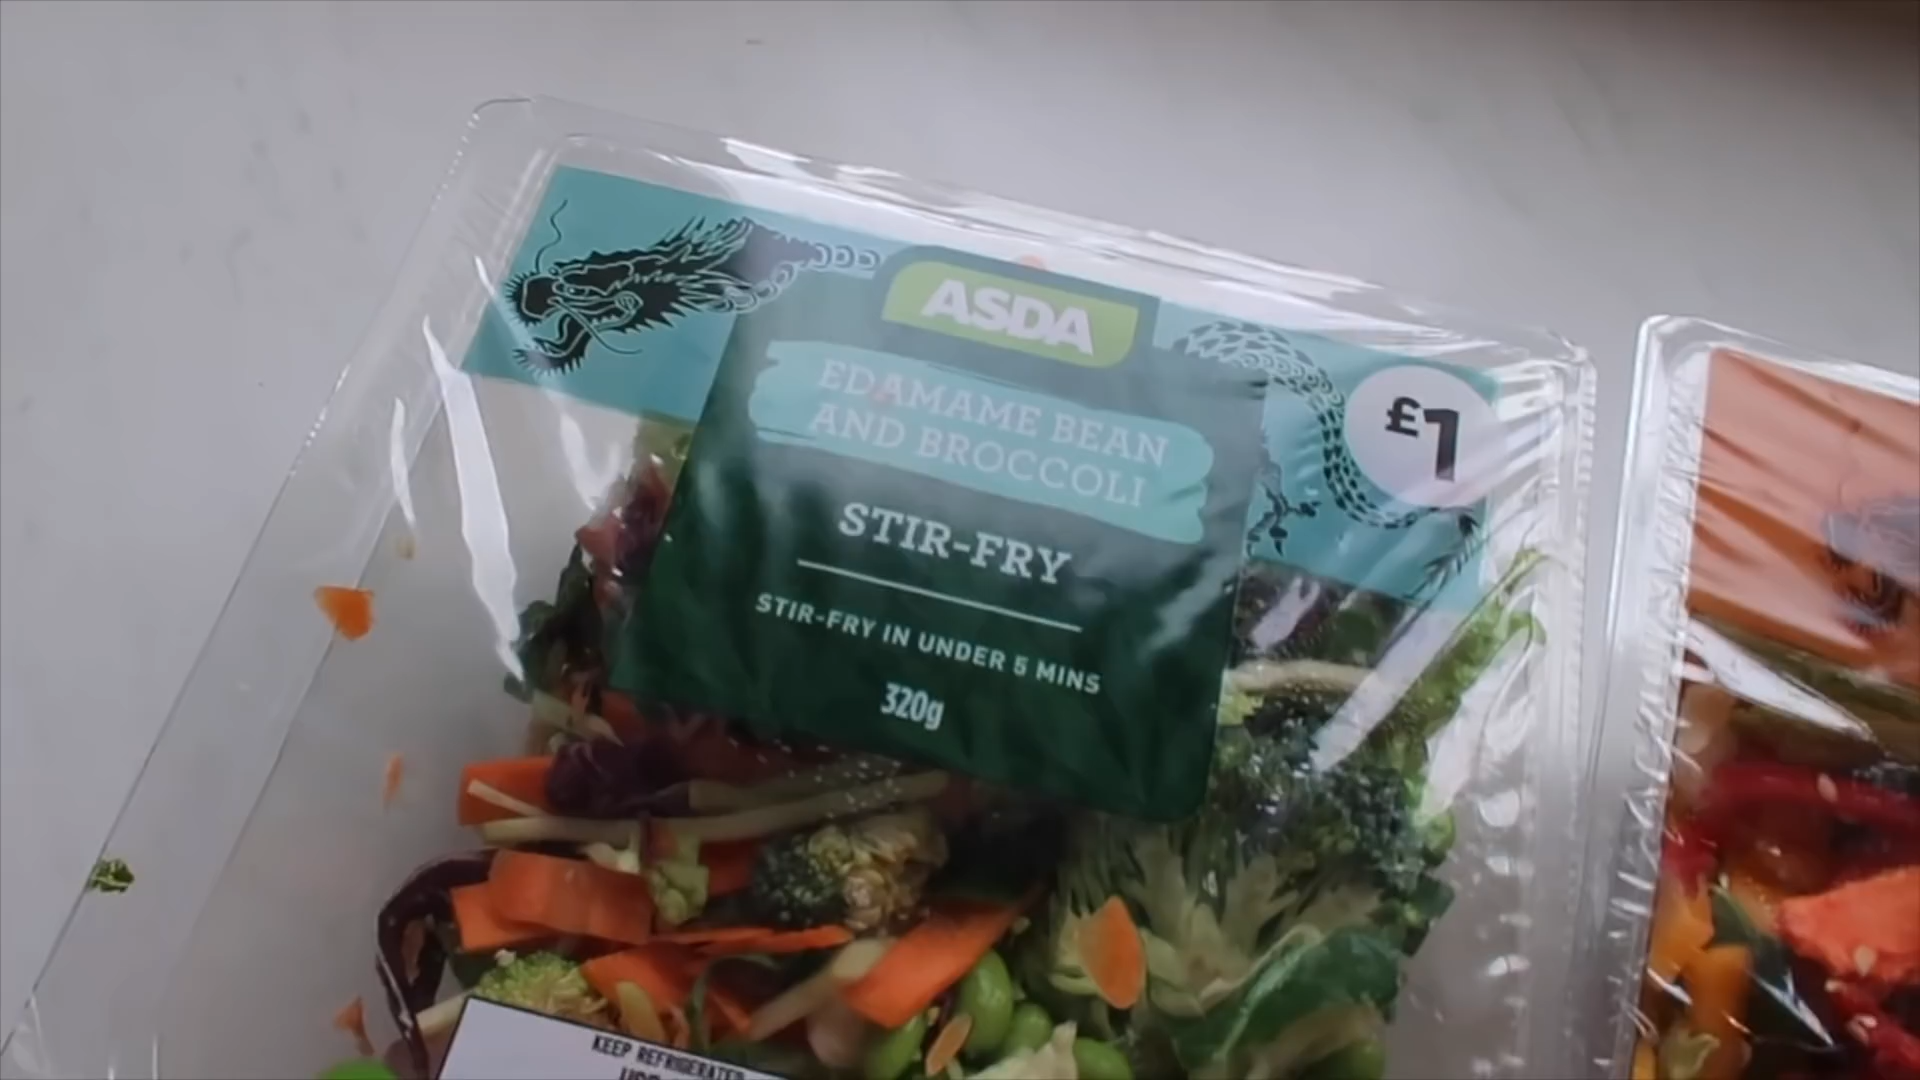 ASDA
EDAMAME BEAN
AND BROCCOLI
£1
STIR-FRY
STIR-FRY IN UNDER 5 MINS
320g
KEEP REFRIGERATED